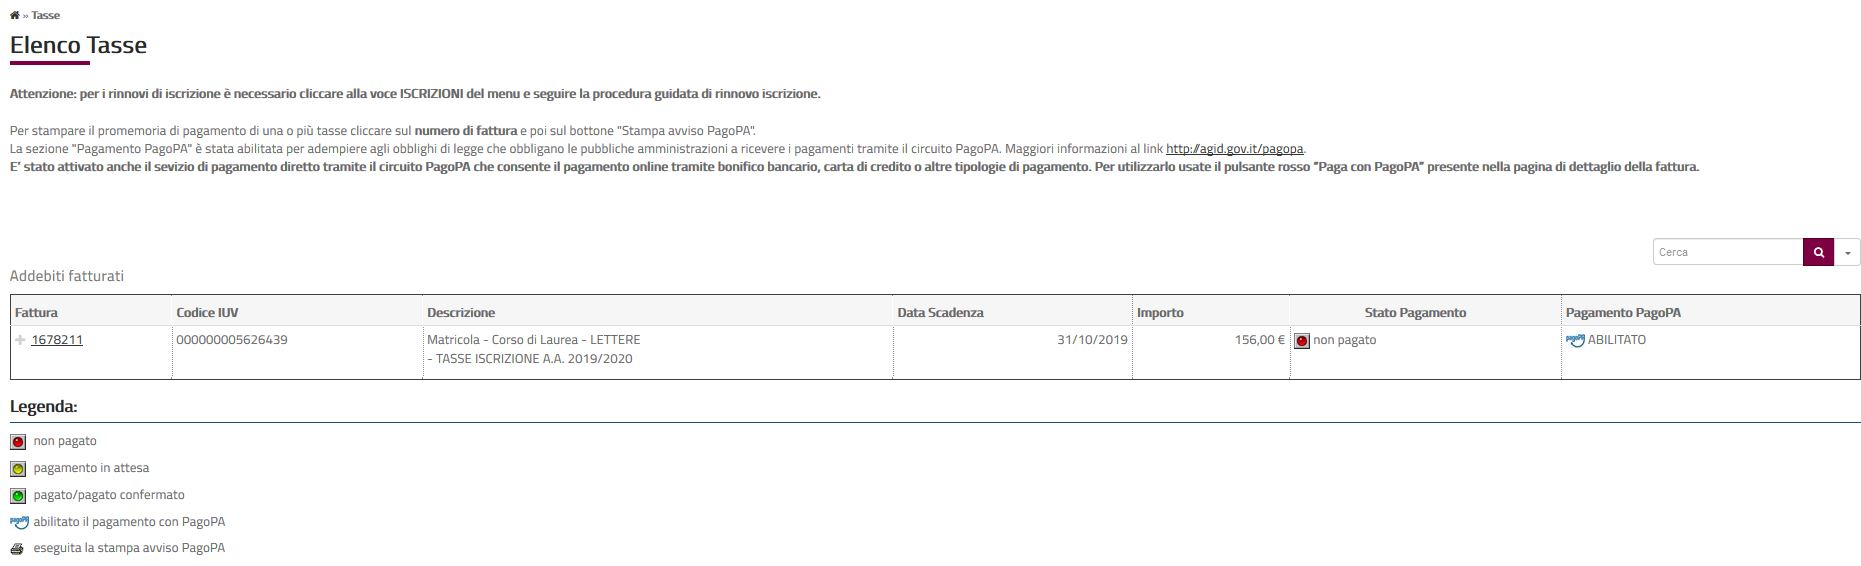 » Tasse
Elenco Tasse
Attenzione: per i rinnovi di iscrizione è necessario cliccare alla voce ISCRIZIONI del menu e seguire la procedura guidata di rinnovo iscrizione.
Per stampare il promemoria di pagamento di una o più tasse cliccare sul numero di fattura e poi sul bottone "Stampa avviso PagoPA".
La sezione "Pagamento PagoPA" è stata abilitata per adempiere agli obblighi di legge che obbligano le pubbliche amministrazioni a ricevere i pagamenti tramite il circuito PagoPA. Maggiori informazioni al link http://agid.gov.it/pagopa.
E' stato attivato anche il sevizio di pagamento diretto tramite il circuito PagoPA che consente il pagamento online tramite bonifico bancario, carta di credito o altre tipologie di pagamento. Per utilizzarlo usate il pulsante rosso "Paga con PagoPA" presente nella pagina di dettaglio della fattura.
Cerca
Addebiti fatturati
Fattura Codice IUV Descrizione Data Scadenza Importo Stato Pagamento Pagamento PagoPA
1678211 000000005626439 Matricola - Corso di Laurea - LETTERE 31/10/2019 156,00 € non pagato pagoPA ABILITATO
- TASSE ISCRIZIONE A.A. 2019/2020
Legenda:
non pagato
pagamento in attesa
pagato/pagato confermato
pagoPA abilitato il pagamento con PagoPA
eseguita la stampa avviso PagoPA